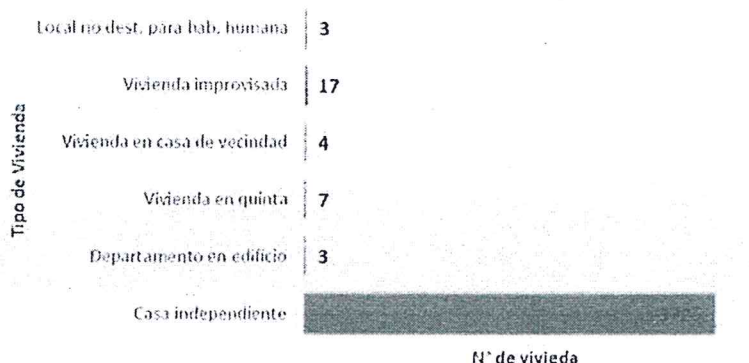 Local no dest. para hab. humana 3
Vivienda improvisada 17
Vivienda en casa de vecindad 4
Vivienda en quinta 7
Departamento en edificio 3
Casa independiente
Tipo de Vivienda
N° de vivieda